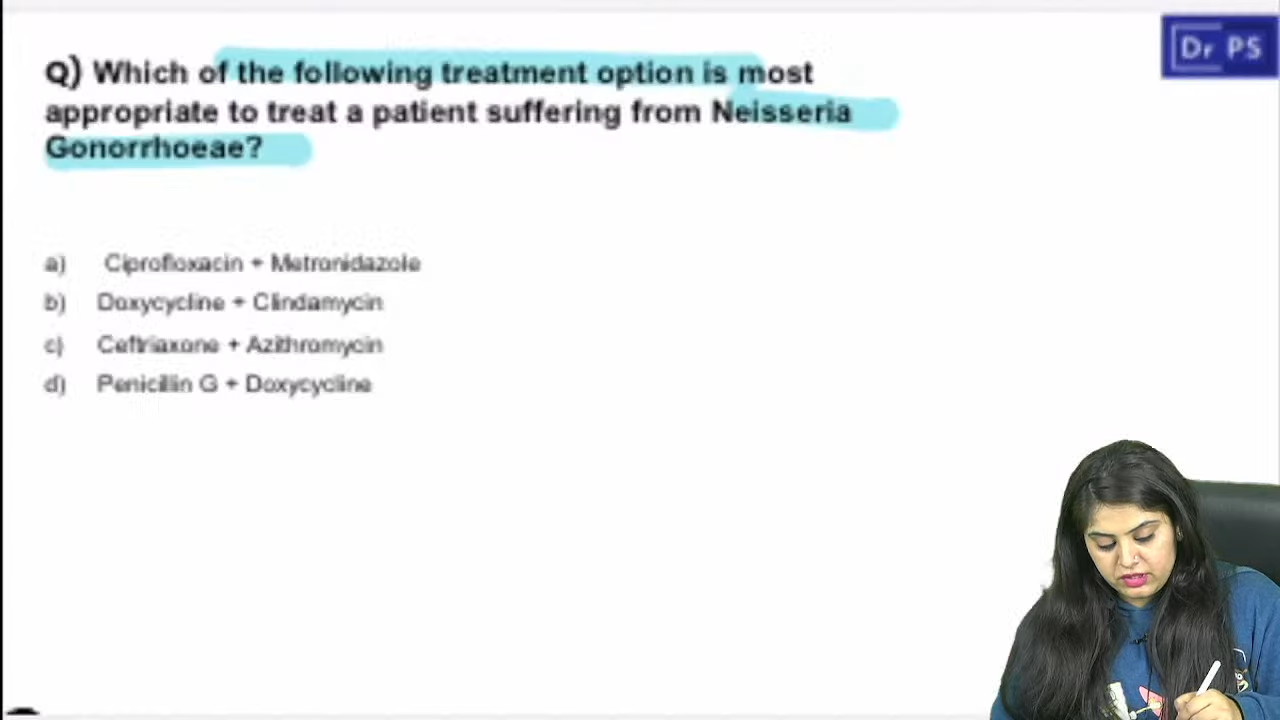 Dr PS
Q) Which of the following treatment option is most
appropriate to treat a patient suffering from Neisseria
Gonorrhoeae?
a) Ciprofloxacin + Metronidazole
b) Doxycycline + Clindamycin
c) Ceftriaxone + Azithromycin
d) Penicillin G + Doxycycline